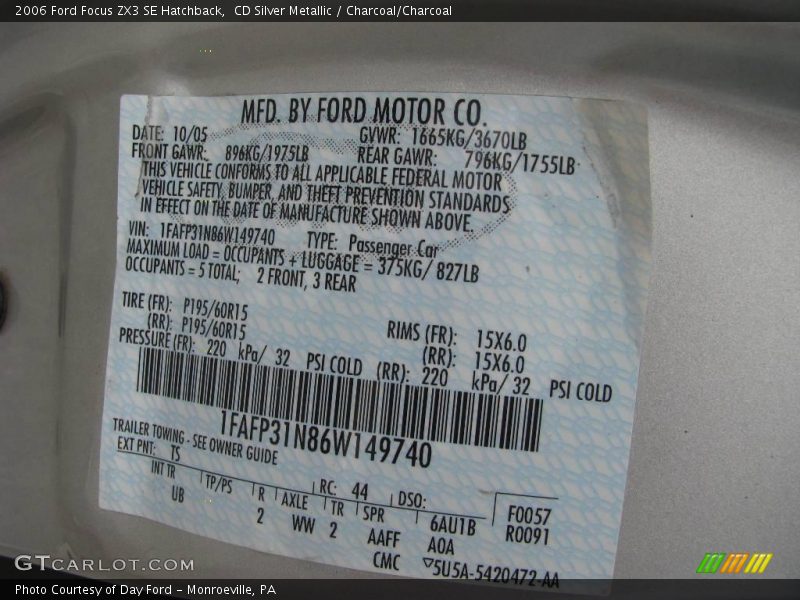 2006 Ford Focus ZX3 SE Hatchback,  CD Silver Metallic / Charcoal/Charcoal
MFD. BY FORD MOTOR CO.
DATE: 10/05 GVWR: 1665KG/3670LB
FRONT GAWR: 896KG/1975LB REAR GAWR: 796KG/1755LB
THIS VEHICLE CONFORMS TO ALL APPLICABLE FEDERAL MOTOR
VEHICLE SAFETY, BUMPER, AND THEFT PREVENTION STANDARDS
IN EFFECT ON THE DATE OF MANUFACTURE SHOWN ABOVE.
VIN: 1FAFP31N86W149740 TYPE: Passenger Car
MAXIMUM LOAD = OCCUPANTS + LUGGAGE = 375KG/ 827LB
OCCUPANTS = 5 TOTAL; 2 FRONT, 3 REAR
TIRE (FR): P195/60R15 RIMS (FR): 15X6.0
(RR): P195/60R15 (RR): 15X6.0
PRESSURE (FR): 220 kPa/ 32 PSI COLD (RR): 220 kPa/ 32 PSI COLD
1FAFP31N86W149740
TRAILER TOWING - SEE OWNER GUIDE
EXT PNT: TS RC: 44 DSO: F0057
INT TR TP/PS R AXLE TR SPR 6AU1B R0091
UB 2 WW 2 AAFF A0A
CMC ▽5U5A-5420472-AA
GTCARLOT.COM
Photo Courtesy of Day Ford – Monroeville, PA